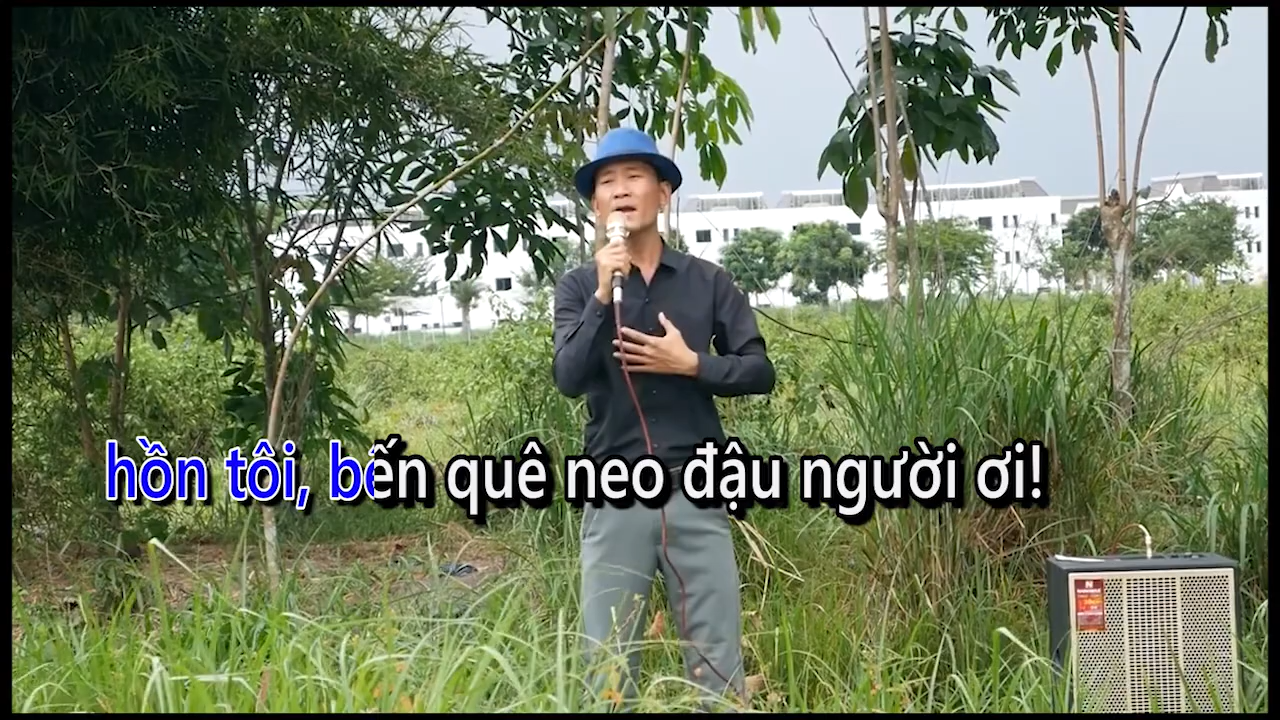 hồn tôi, bến quê neo đậu người ơi!